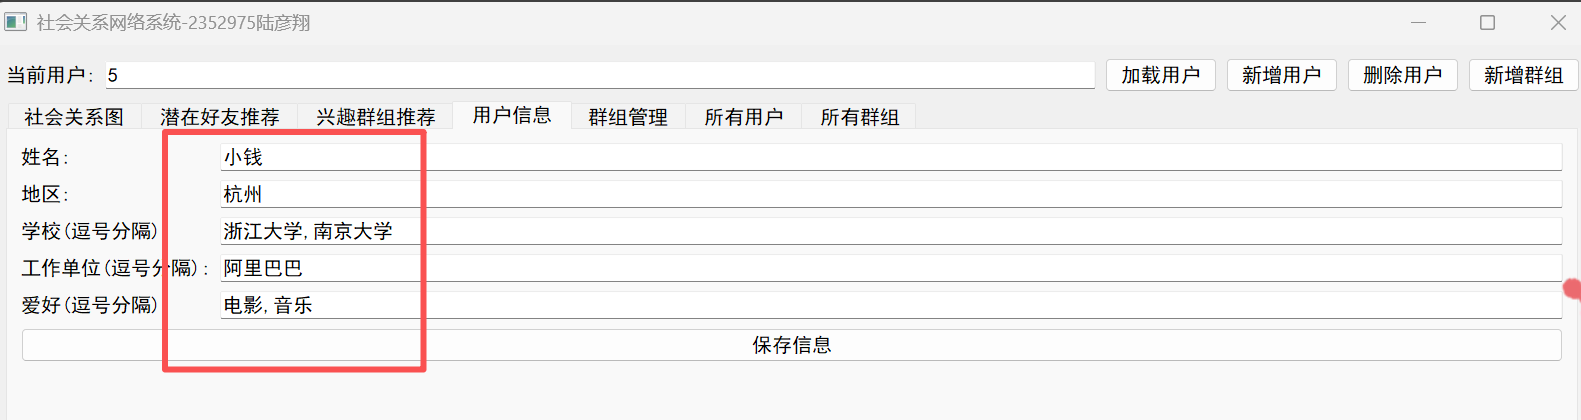 社会关系网络系统-2352975陆彦翔
当前用户: 5 加载用户 新增用户 删除用户 新增群组
社会关系图 潜在好友推荐 兴趣群组推荐 用户信息 群组管理 所有用户 所有群组
姓名: 小钱
地区: 杭州
学校(逗号分隔) 浙江大学,南京大学
工作单位(逗号分隔): 阿里巴巴
爱好(逗号分隔) 电影,音乐
保存信息